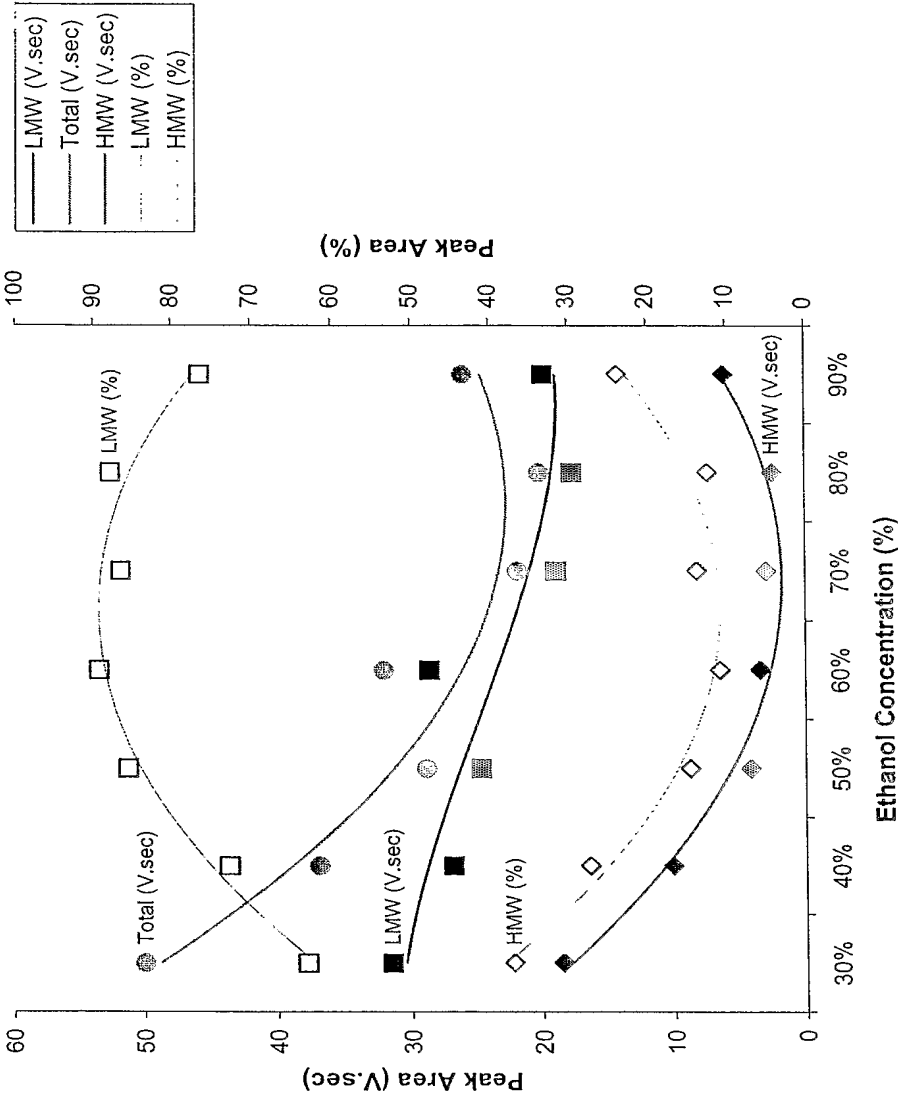 LMW (V.sec)
Total (V.sec)
HMW (V.sec)
LMW (%)
HMW (%)
Peak Area (%)
100
90
80
70
60
50
40
30
20
10
0
LMW (%)
Total (V.sec)
LMW (V.sec)
HMW (%)
HMW (V.sec)
60
50
40
30
20
10
0
Peak Area (V.sec)
30%
40%
50%
60%
70%
80%
90%
Ethanol Concentration (%)